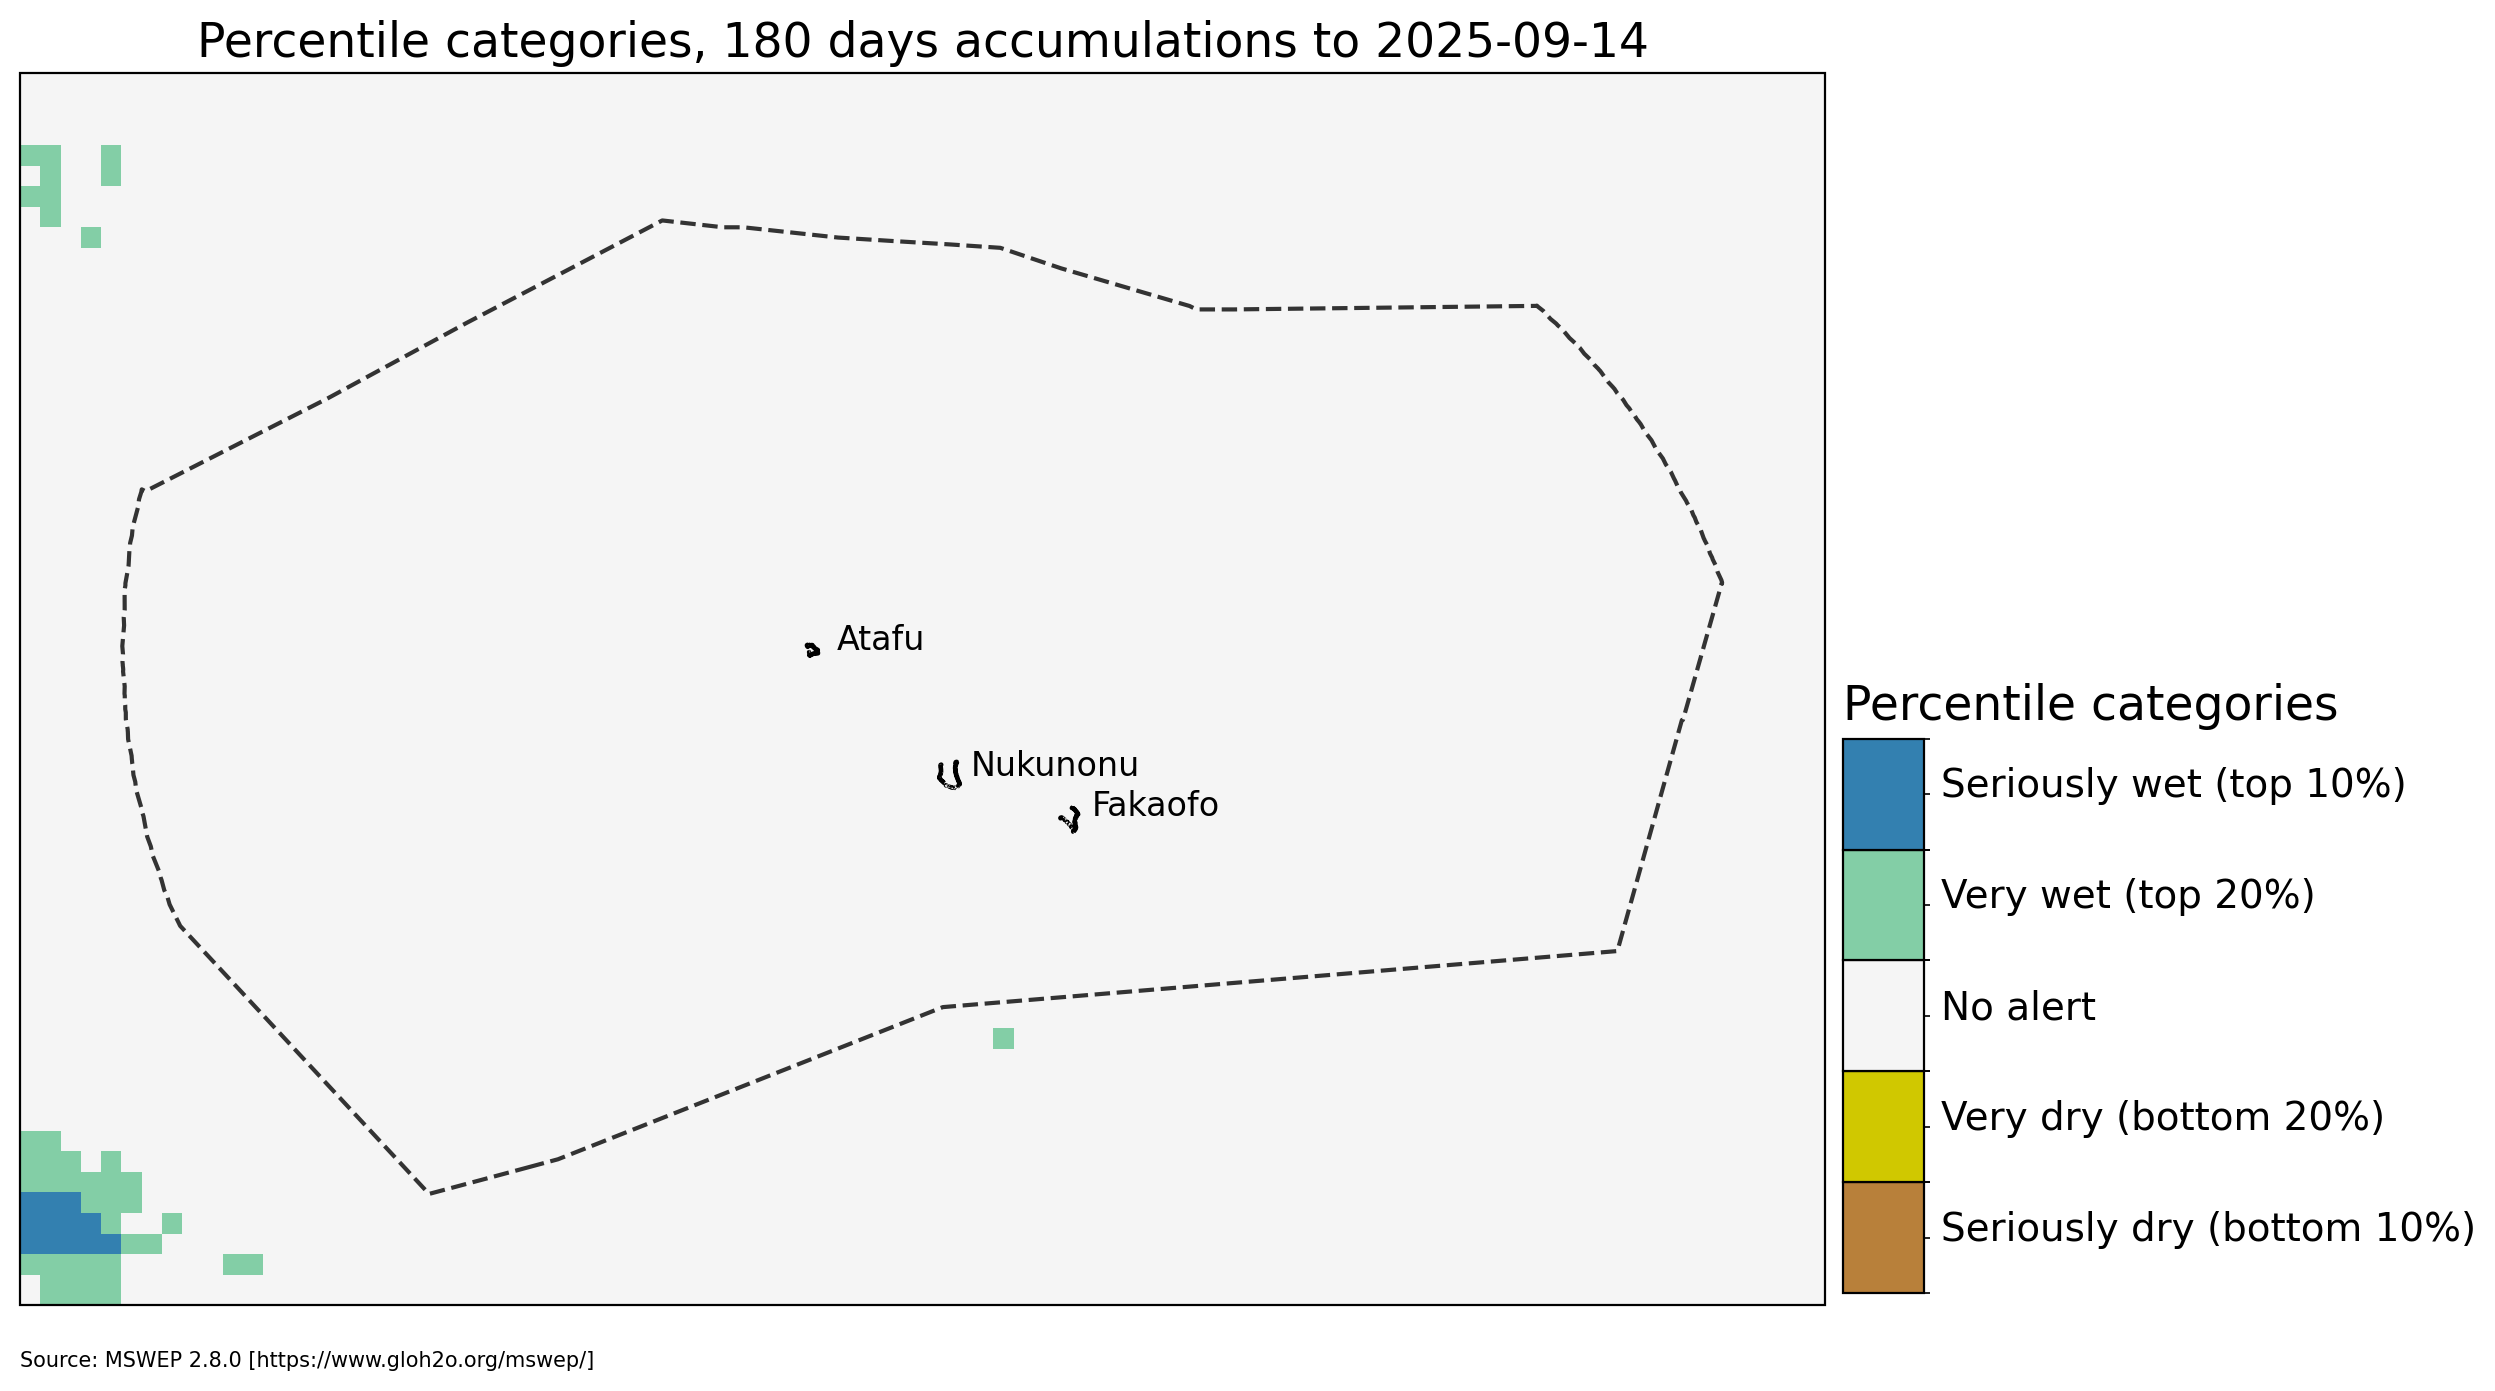 Percentile categories, 180 days accumulations to 2025-09-14
Atafu
Nukunonu
Fakaofo
Percentile categories
Seriously wet (top 10%)
Very wet (top 20%)
No alert
Very dry (bottom 20%)
Seriously dry (bottom 10%)
Source: MSWEP 2.8.0 [https://www.gloh2o.org/mswep/]